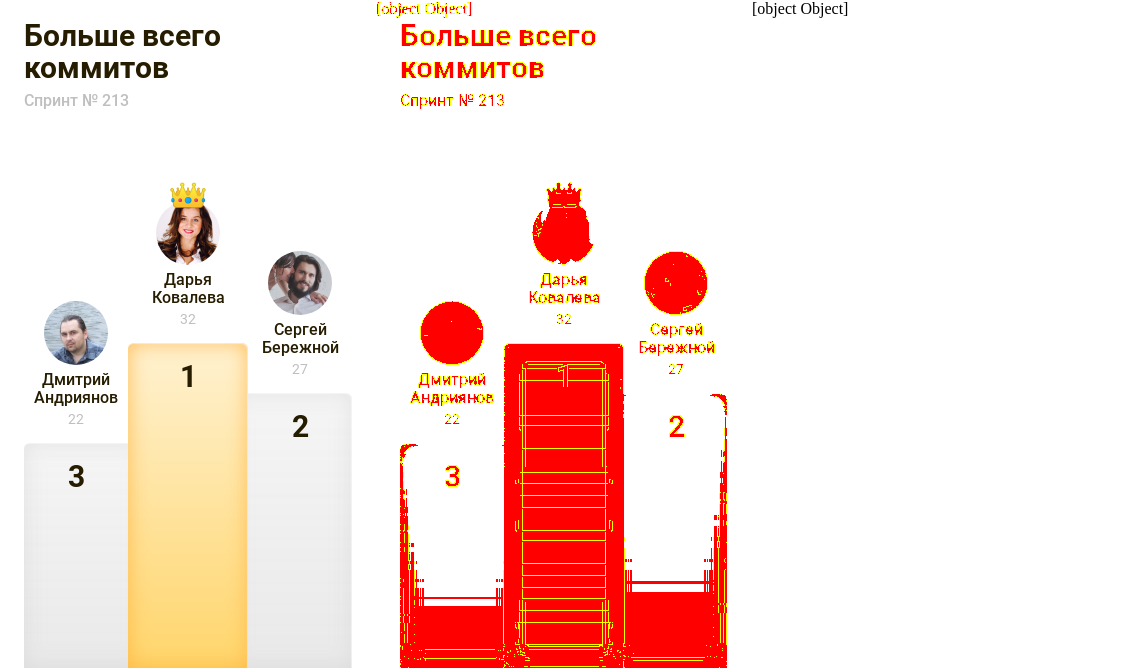 Больше всего
коммитов
Спринт № 213
Дарья
Ковалева
32
Сергей
Бережной
27
Дмитрий
Андриянов
22
1
2
3
[object Object]
Больше всего
коммитов
Спринт № 213
Дарья
Ковалева
32
Сергей
Бережной
27
Дмитрий
Андриянов
22
1
2
3
[object Object]